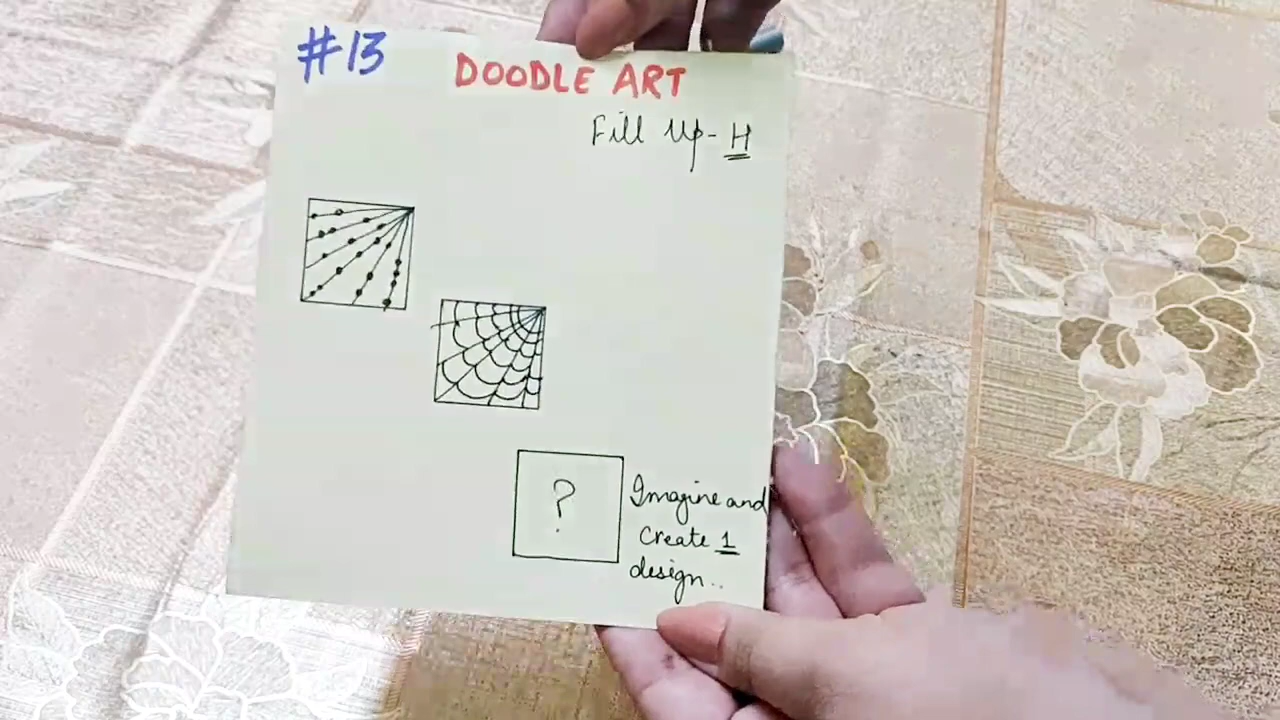 #13
DOODLE ART
Fill Up- H
?
Imagine and
Create 1
design..